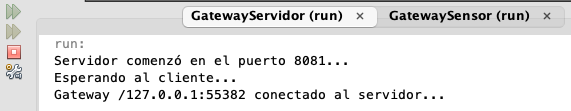 GatewayServidor (run) × GatewaySensor (run) ×
run:
Servidor comenzó en el puerto 8081...
Esperando al cliente...
Gateway /127.0.0.1:55382 conectado al servidor...